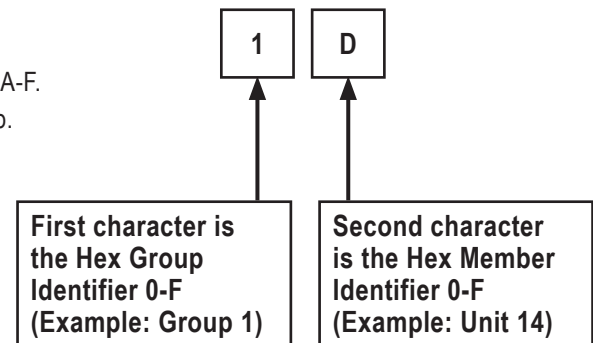 1 D
A-F.
o.
First character is
the Hex Group
Identifier 0-F
(Example: Group 1)
Second character
is the Hex Member
Identifier 0-F
(Example: Unit 14)